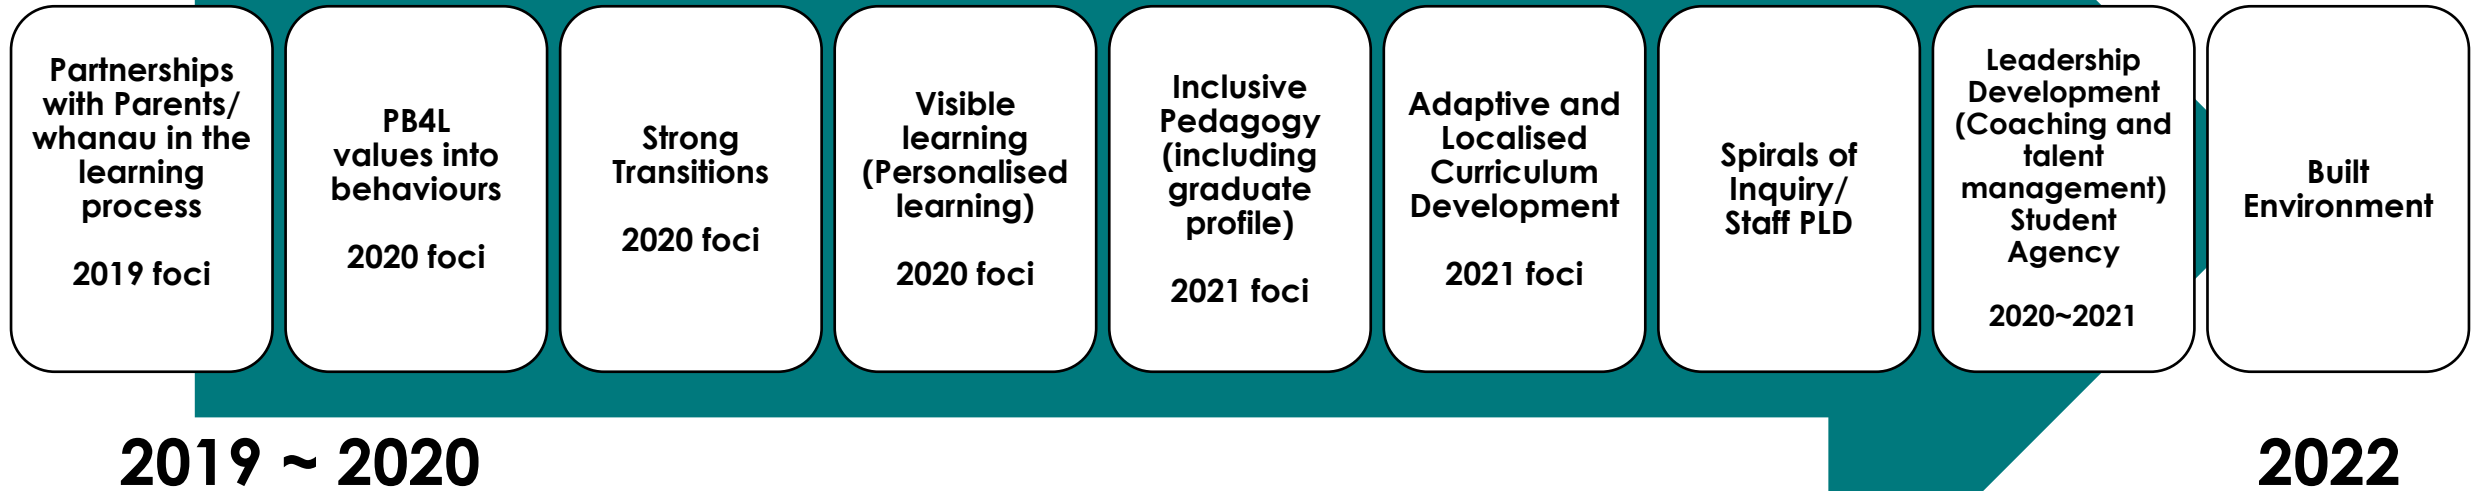 Partnerships
with Parents/
whanau in the
learning
process
2019 foci
PB4L
values into
behaviours
2020 foci
Strong
Transitions
2020 foci
Visible
learning
(Personalised
learning)
2020 foci
Inclusive
Pedagogy
(including
graduate
profile)
2021 foci
Adaptive and
Localised
Curriculum
Development
2021 foci
Spirals of
Inquiry/
Staff PLD
Leadership
Development
(Coaching and
talent
management)
Student
Agency
2020~2021
Built
Environment
2019 ~ 2020
2022